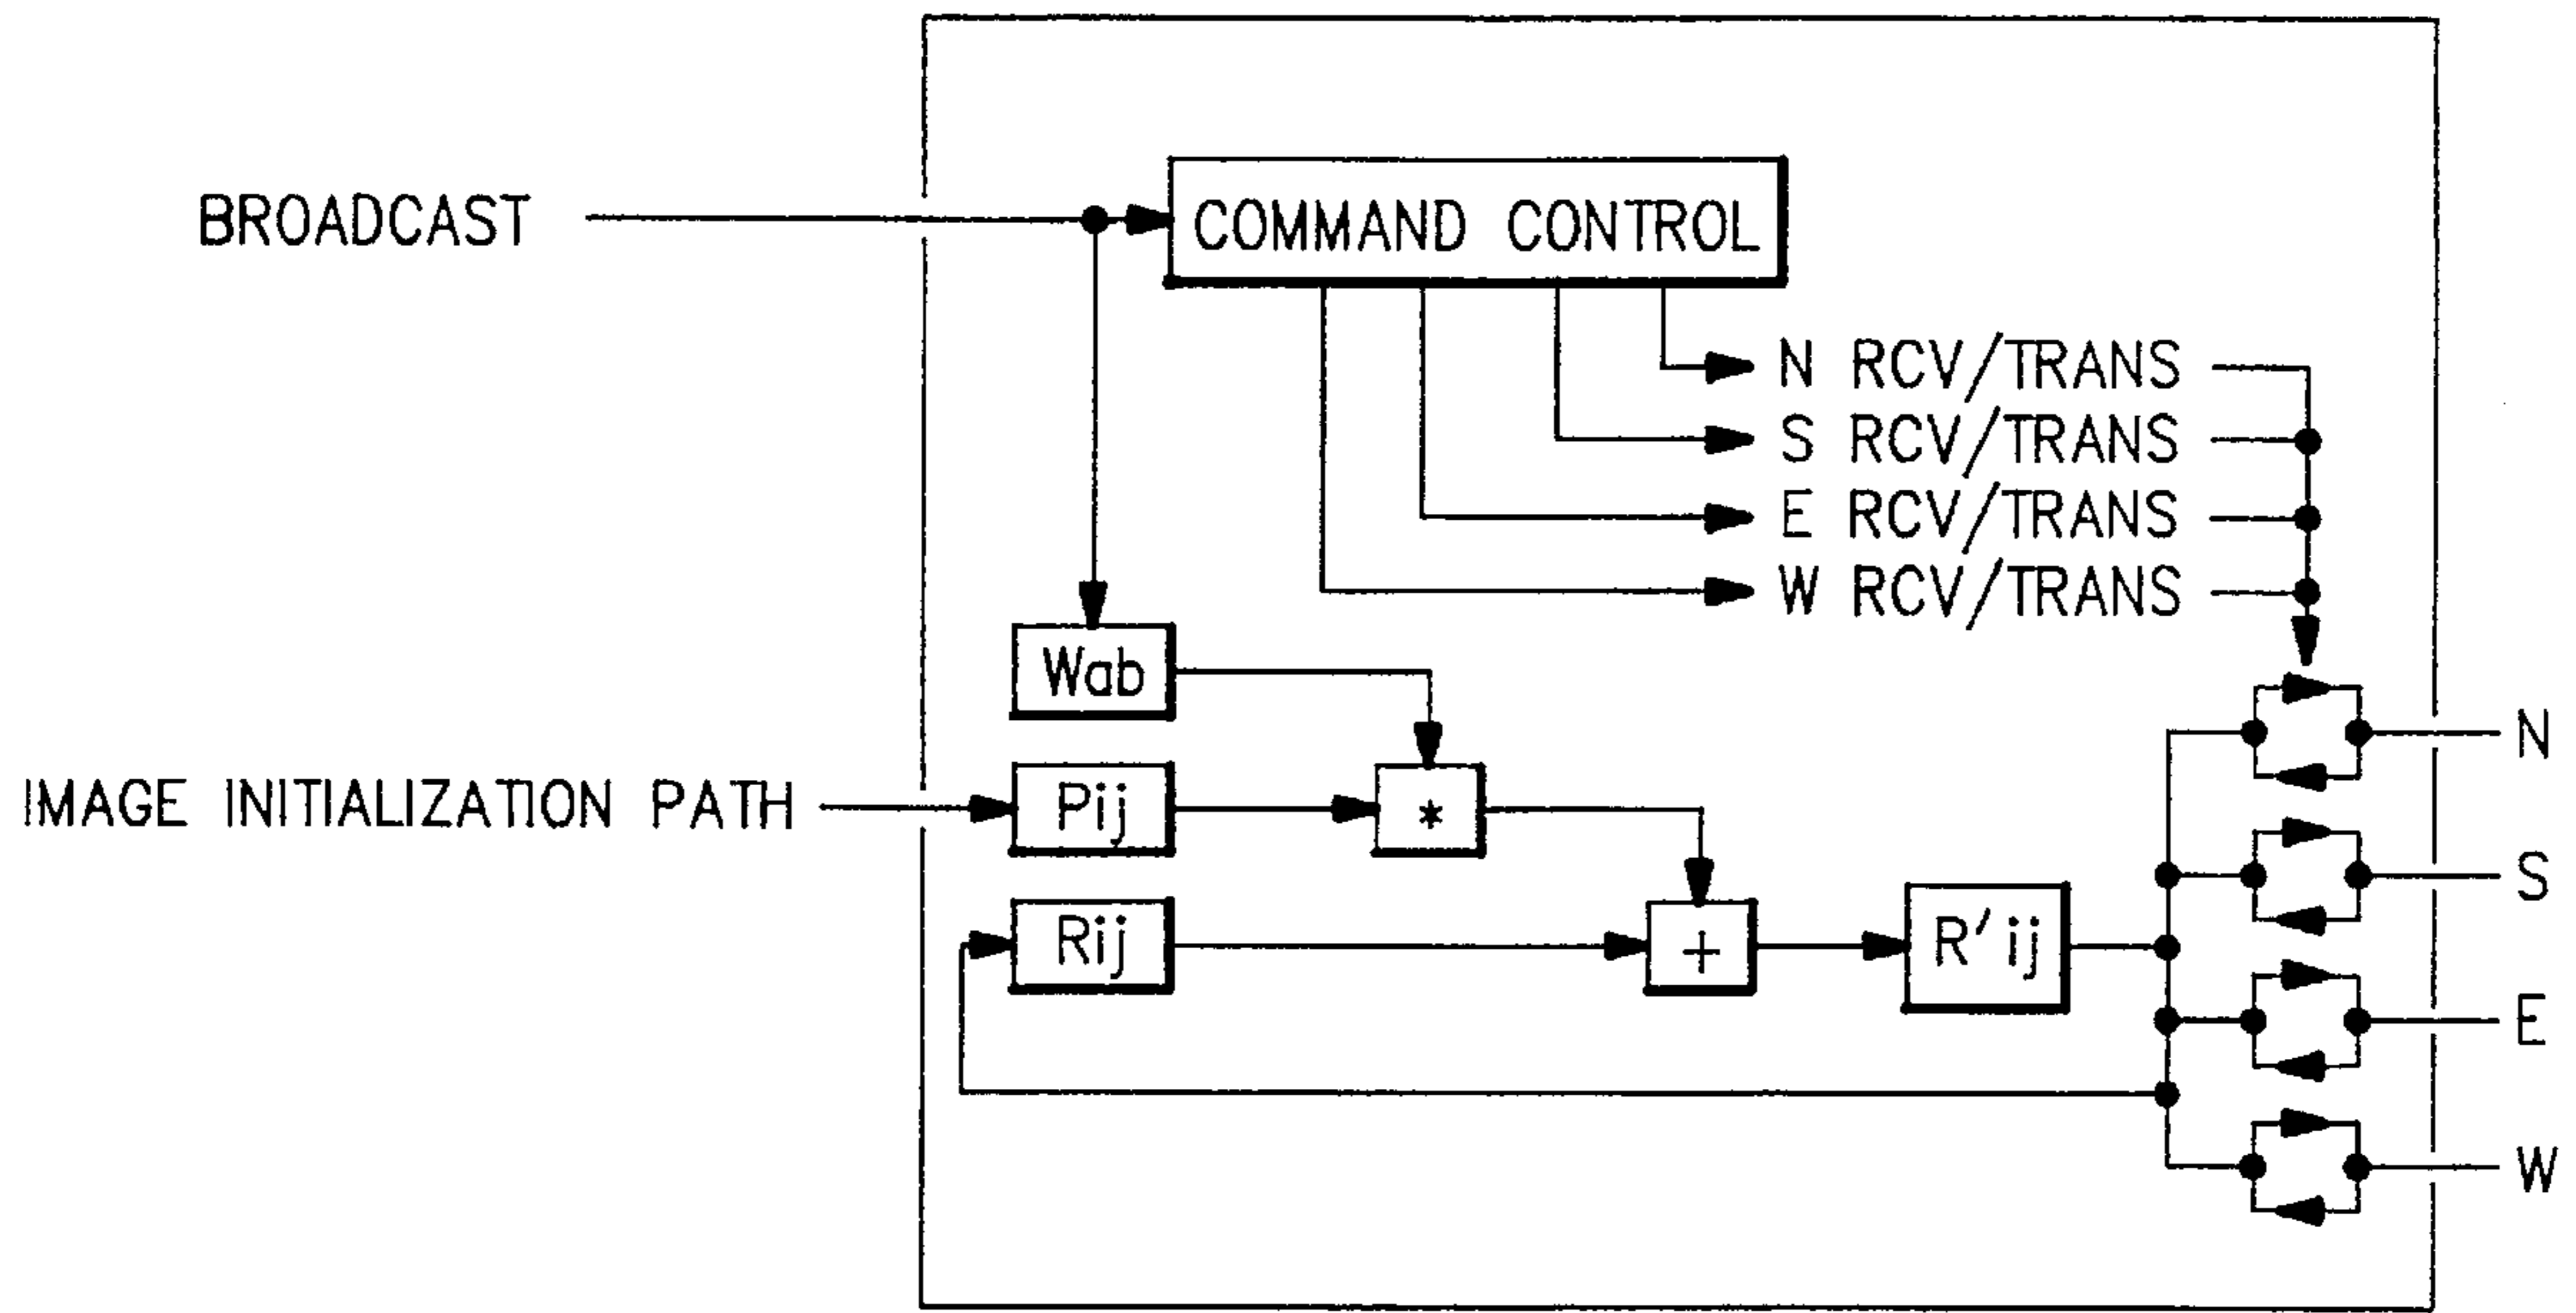 BROADCAST
COMMAND CONTROL
N RCV/TRANS
S RCV/TRANS
E RCV/TRANS
W RCV/TRANS
Wab
IMAGE INITIALIZATION PATH
Pij
*
Rij
+
R'ij
N
S
E
W